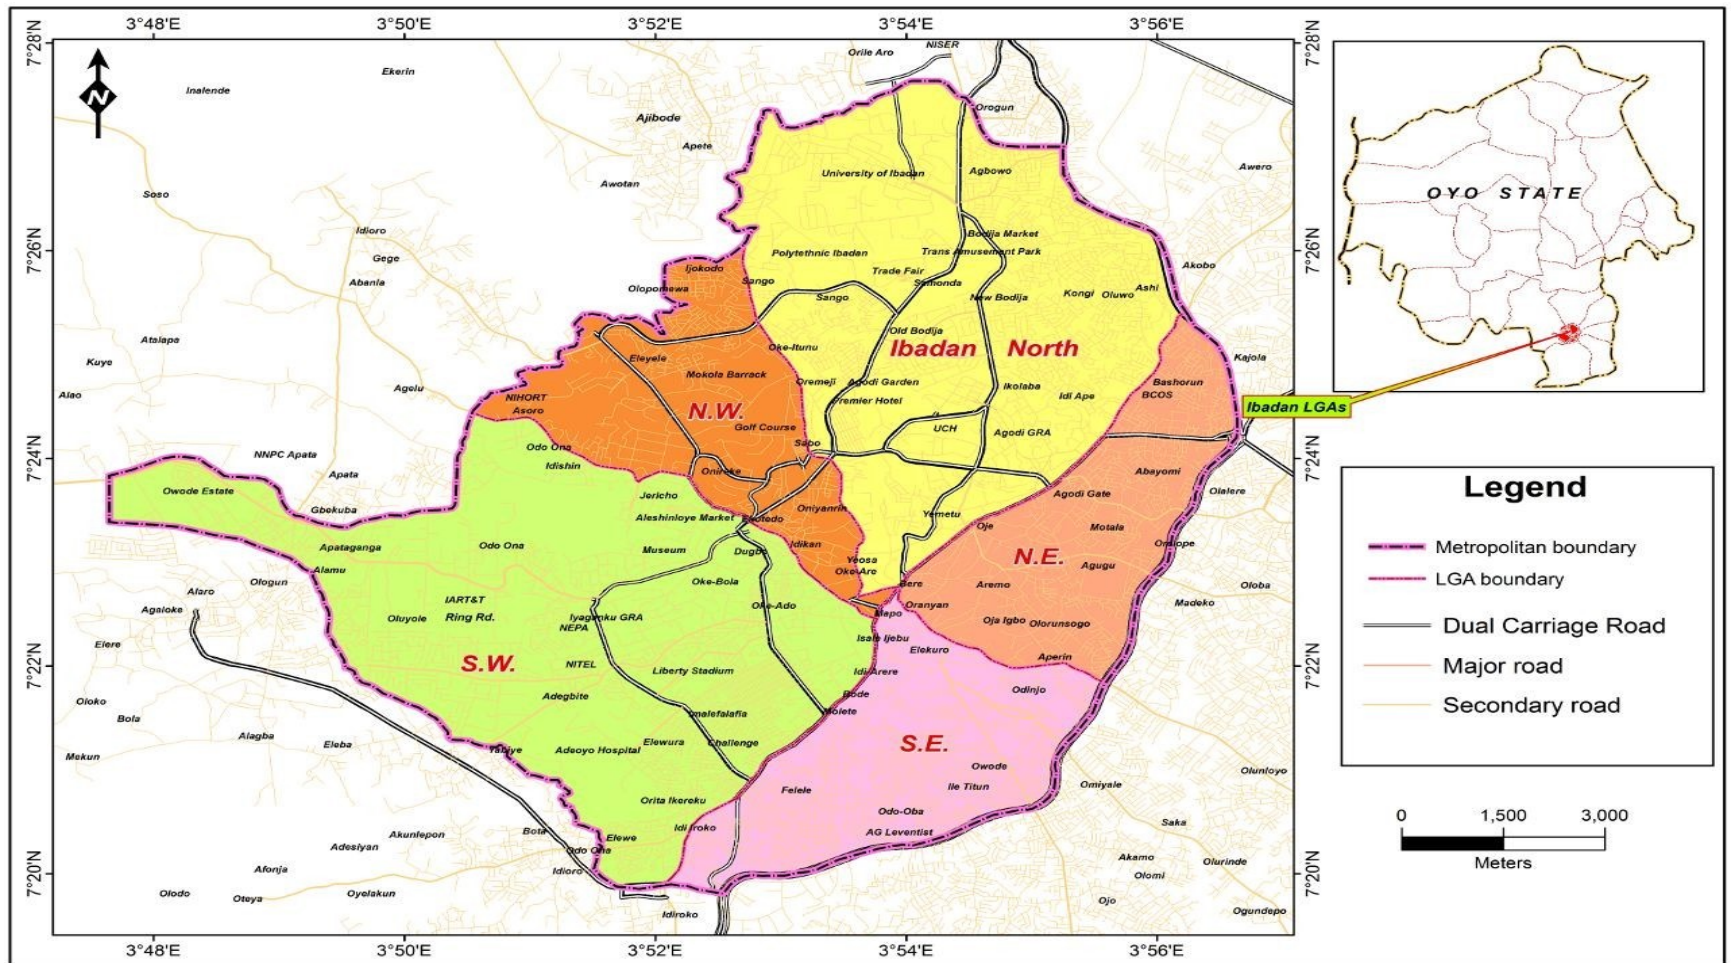 3°48'E 3°50'E 3°52'E 3°54'E 3°56'E
7°28'N
7°28'N
N
Orile Aro
NISER
Ekerin
Inalende
Orogun
Ajibode
Apete
Awero
University of Ibadan
Agbowo
Awotan
Soso
OYO STATE
Idioro
Bodija Market
7°26'N
Polytethnic Ibadan
Trans Amusement Park
7°26'N
Gege
Ijokodo
Akobo
Trade Fair
Abania
Sango
Samonda
Olopomewa
Sango
New Bodija
Kongi
Oluwo
Ashi
Old Bodija
Atalapa
Oke-Itunu
Ibadan North
Eleyele
Kuye
Kajola
Mokola Barrack
Oremeji
Agodi Garden
Bashorun
Agelu
Ikolaba
Alao
NIHORT
Premier Hotel
Idi Ape
BCOS
Ibadan LGAs
Asoro
N.W.
Golf Course
UCH
Agodi GRA
Odo Ona
Sabo
7°24'N
NNPC Apata
7°24'N
Idishin
Apata
Onireke
Abayomi
Owode Estate
Jericho
Agodi Gate
Olalere
Gbekuba
Oniyanrin
Aleshinloye Market
Ekotedo
Yemetu
Oje
Motala
Odo Ona
Apataganga
Museum
Dugbe
Idikan
N.E.
Yeosa
Alamu
Oke-Are
Agugu
Ologun
Oke-Bola
Bere
Aremo
Oloba
Alaro
IART&T
Oke-Ado
Oranyan
Madeko
Agaloke
Oluyole
Ring Rd.
Iyaganku GRA
Mapo
Oja Igbo
Olorunsogo
NEPA
Isale Ijebu
Elere
Elekuro
Aperin
7°22'N
S.W.
NITEL
Liberty Stadium
Idi-Arere
7°22'N
Odinjo
Adegbite
Bode
Oloko
Molete
Bola
Alagba
Eleba
Elewura
Challenge
S.E.
Mekun
Adeoyo Hospital
Owode
Olunloyo
Felele
Ile Titun
Omiyale
Orita Ikereku
Odo-Oba
Saka
Idi Iroko
AG Leventist
Akunlepon
Bota
Elewe
Adesiyan
Odo Ona
Akamo
Olurinde
Afonja
Idioro
Olomi
7°20'N
7°20'N
Olodo
Oteya
Oyelakun
Ojo
Idiroko
Ogundepo
3°48'E 3°50'E 3°52'E 3°54'E 3°56'E
Legend
Metropolitan boundary
LGA boundary
Dual Carriage Road
Major road
Secondary road
0 1,500 3,000
Meters